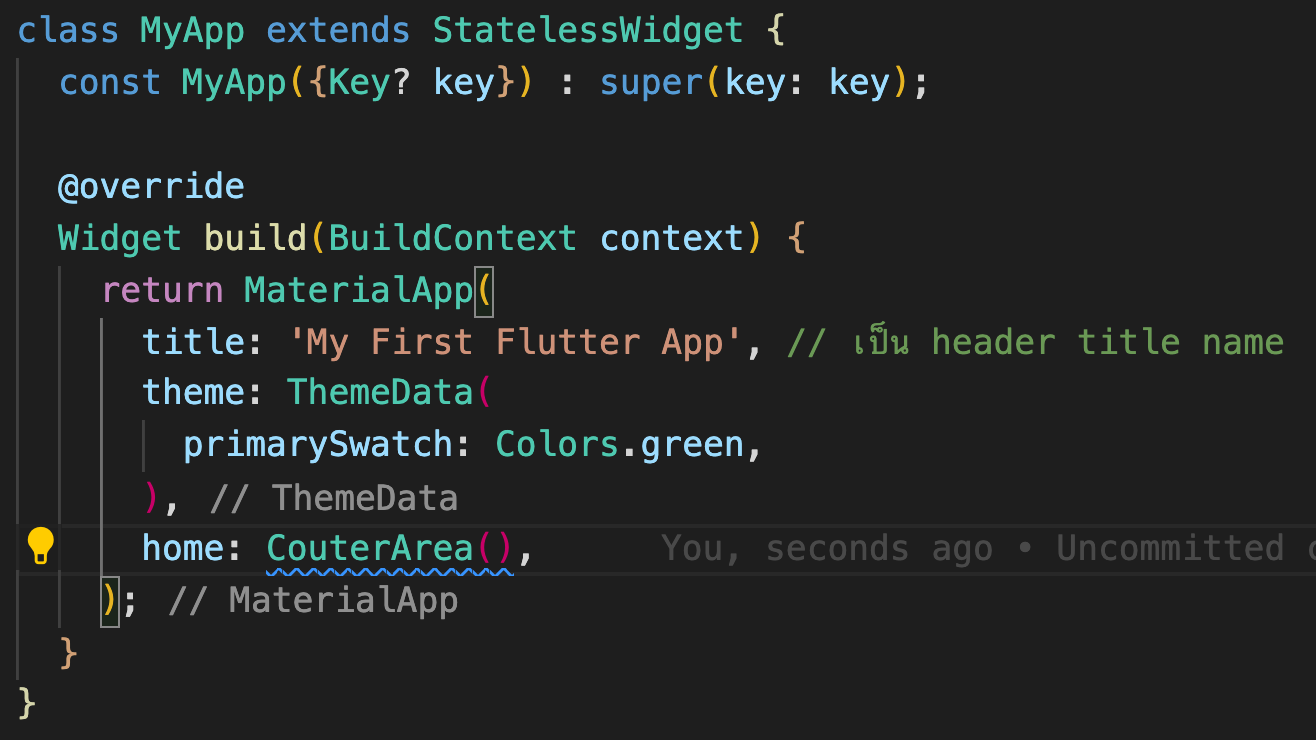 class MyApp extends StatelessWidget {
const MyApp({Key? key}) : super(key: key);
@override
Widget build(BuildContext context) {
return MaterialApp(
title: 'My First Flutter App', // เป็น header title name
theme: ThemeData(
primarySwatch: Colors.green,
), // ThemeData
home: CouterArea(), You, seconds ago • Uncommitted
); // MaterialApp
}
}